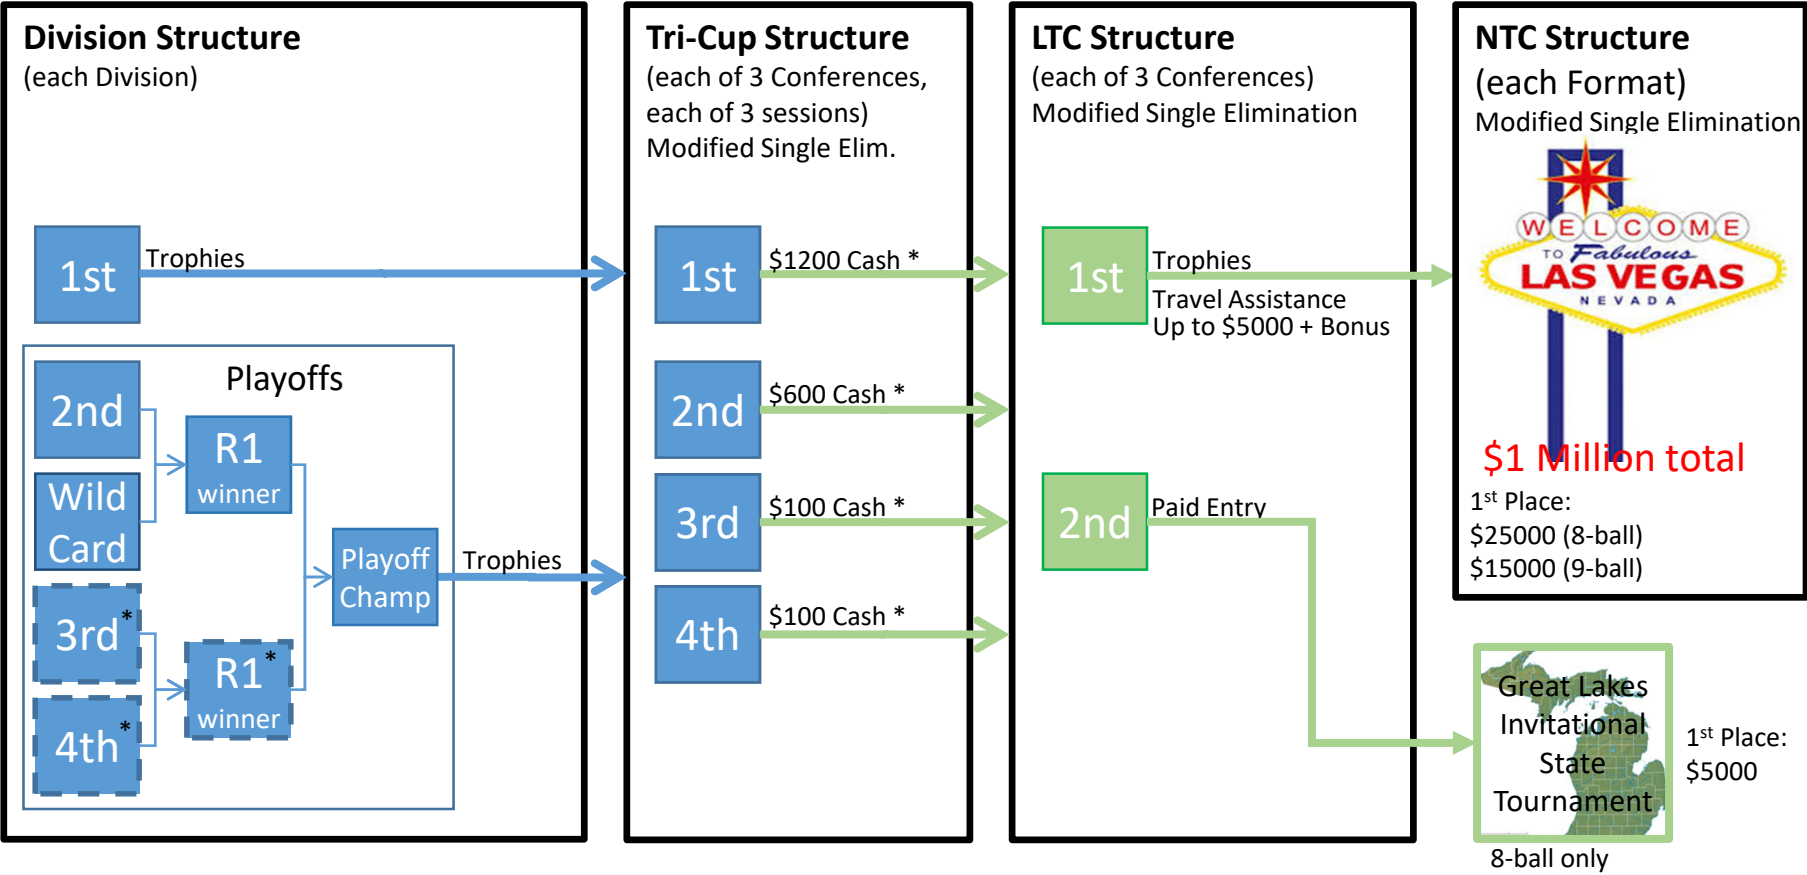 Division Structure
(each Division)
1st
Trophies
Playoffs
2nd
Wild
Card
R1
winner
3rd*
4th*
R1*
winner
Playoff
Champ
Trophies
Tri-Cup Structure
(each of 3 Conferences,
each of 3 sessions)
Modified Single Elim.
1st
$1200 Cash *
2nd
$600 Cash *
3rd
$100 Cash *
4th
$100 Cash *
LTC Structure
(each of 3 Conferences)
Modified Single Elimination
1st
Trophies
Travel Assistance
Up to $5000 + Bonus
2nd
Paid Entry
NTC Structure
(each Format)
Modified Single Elimination
WELCOME
TO Fabulous
LAS VEGAS
NEVADA
$1 Million total
1st Place:
$25000 (8-ball)
$15000 (9-ball)
Great Lakes
Invitational
State
Tournament
1st Place:
$5000
8-ball only